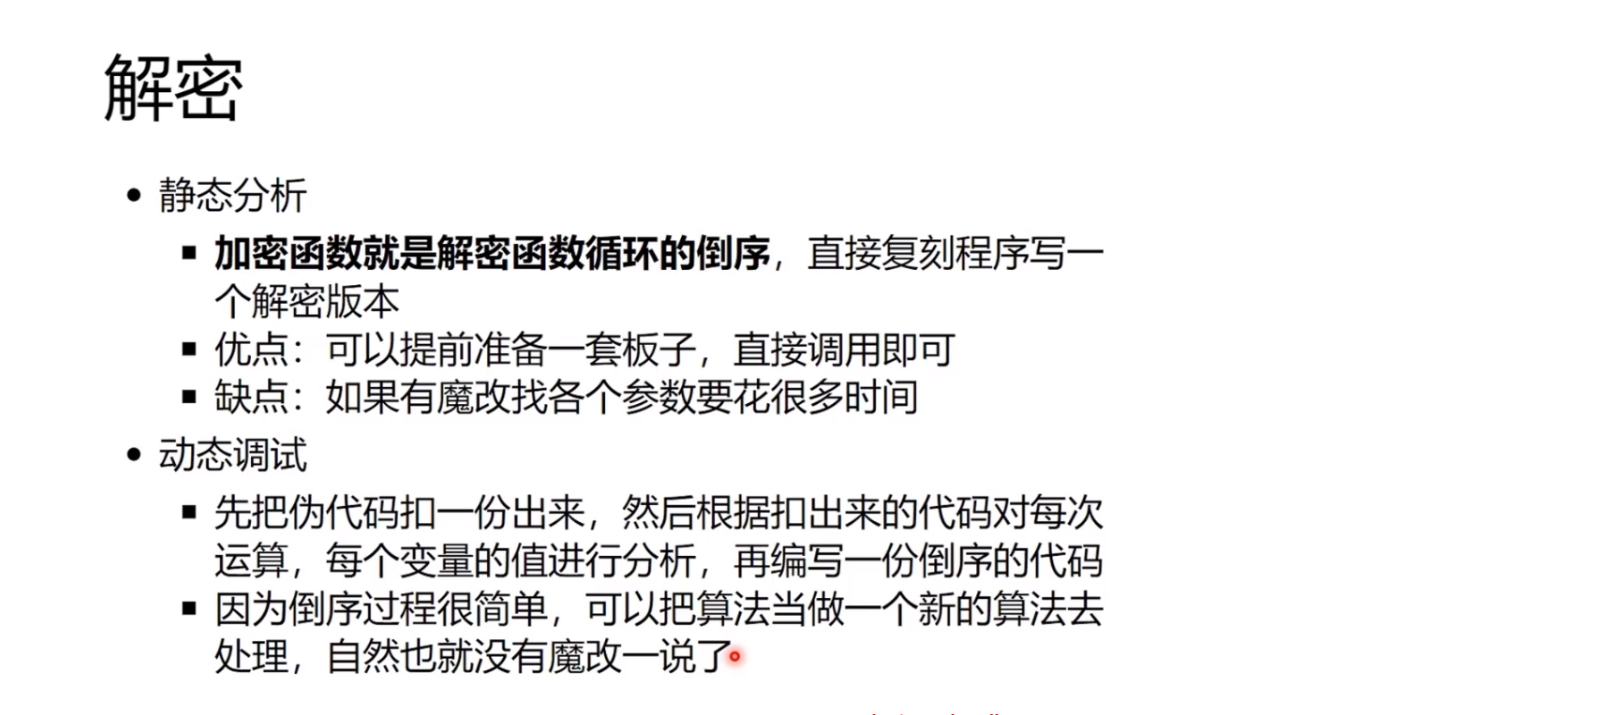 解密
静态分析
加密函数就是解密函数循环的倒序，直接复刻程序写一
个解密版本
优点：可以提前准备一套板子，直接调用即可
缺点：如果有魔改找各个参数要花很多时间
动态调试
先把伪代码扣一份出来，然后根据扣出来的代码对每次
运算，每个变量的值进行分析，再编写一份倒序的代码
因为倒序过程很简单，可以把算法当做一个新的算法去
处理，自然也就没有魔改一说了